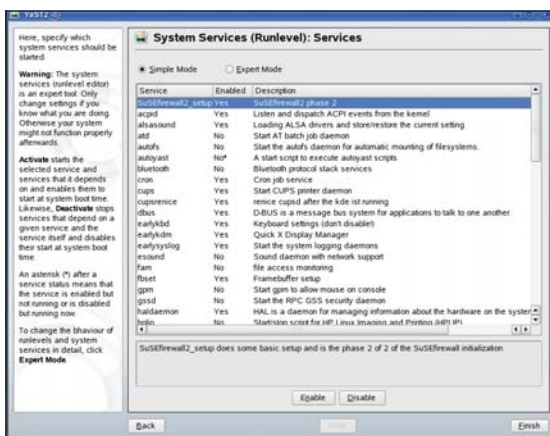 YaST2
Here, specify which
system services should be
started.
Warning: The system
services (runlevel editor)
is an expert tool. Only
change settings if you
know what you are doing.
Otherwise your system
might not function properly
afterwards.
Activate starts the
selected service and
services that it depends
on and enables them to
start at system boot time.
Likewise, Deactivate stops
services that depend on a
given service and the
service itself and disables
their start at system boot
time.
An asterisk (*) after a
service status means that
the service is enabled but
not running or is disabled
but running now.
To change the bhaviour of
runlevels and system
services in detail, click
Expert Mode.
System Services (Runlevel): Services
Simple Mode Expert Mode
Service Enabled Description
SuSEfirewall2_setup Yes SuSEfirewall2 phase 2
acpid Yes Listen and dispatch ACPI events from the kernel
alsasound Yes Loading ALSA drivers and store/restore the current setting
atd No Start AT batch job daemon
autofs No Start the autofs daemon for automatic mounting of filesystems.
autoyast No* A start script to execute autoyast scripts
bluetooth No Bluetooth protocol stack services
cron Yes Cron job service
cups Yes Start CUPS printer daemon
cupsrenice Yes renice cupsd after the kde ist running
dbus Yes D-BUS is a message bus system for applications to talk to one another.
earlykbd Yes Keyboard settings (don't disable!)
earlykdm Yes Quick X Display Manager
earlysyslog Yes Start the system logging daemons
esound No Sound daemon with network support
fam No file access monitoring
fbset Yes Framebuffer setup
gpm No Start gpm to allow mouse on console
gssd No Start the RPC GSS security daemon
haldaemon Yes HAL is a daemon for managing information about the hardware on the system
hplip No Start/stop script for HP Linux Imaging and Printing (HPLIP)
SuSEfirewall2_setup does some basic setup and is the phase 2 of 2 of the SuSEfirewall initialization
Enable Disable
Back Abort Finish